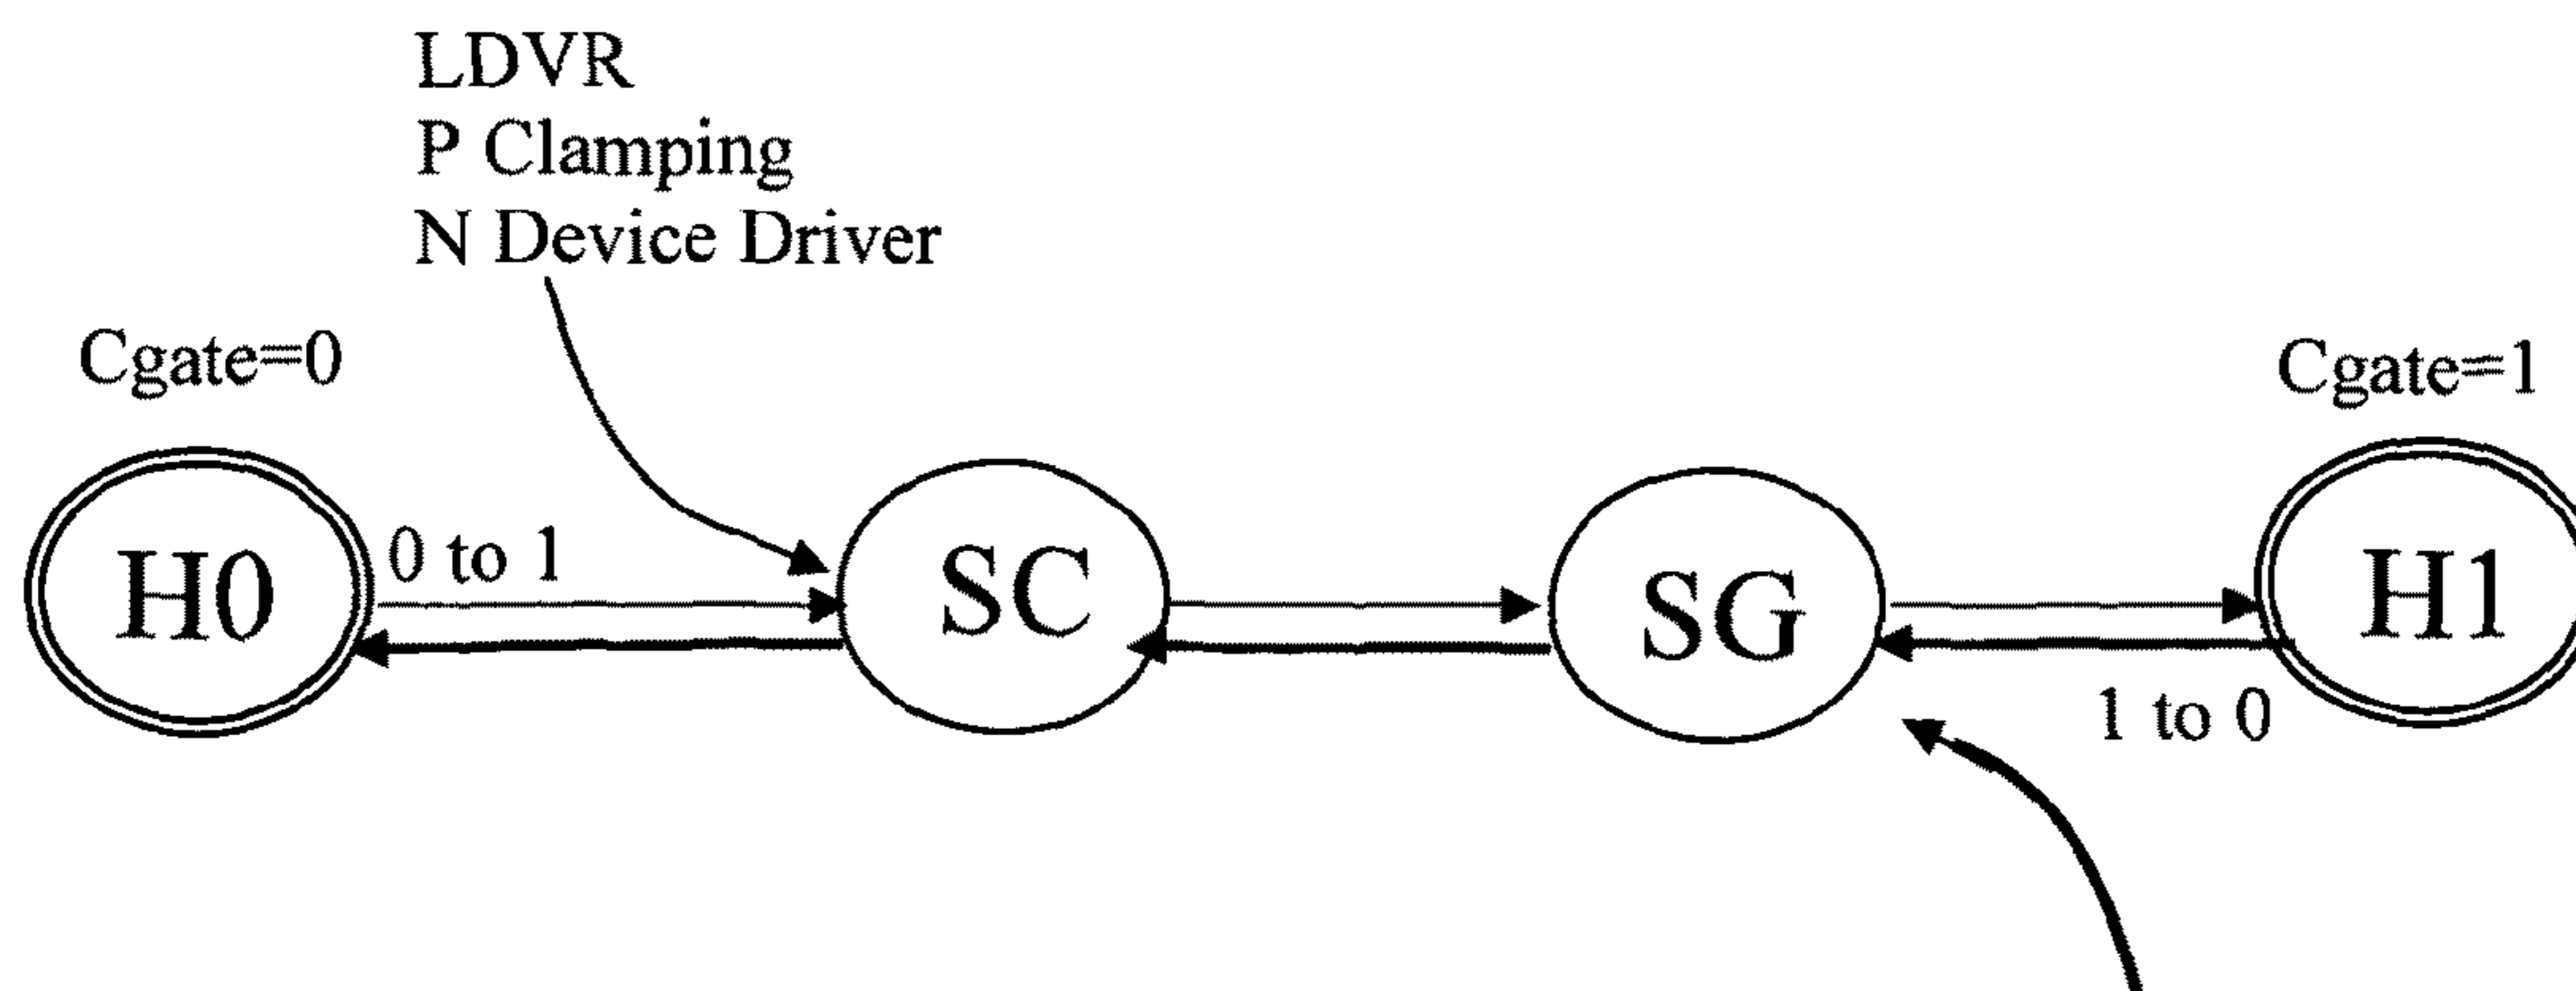 LDVR
P Clamping
N Device Driver
Cgate=0
Cgate=1
H0
0 to 1
SC
SG
H1
1 to 0